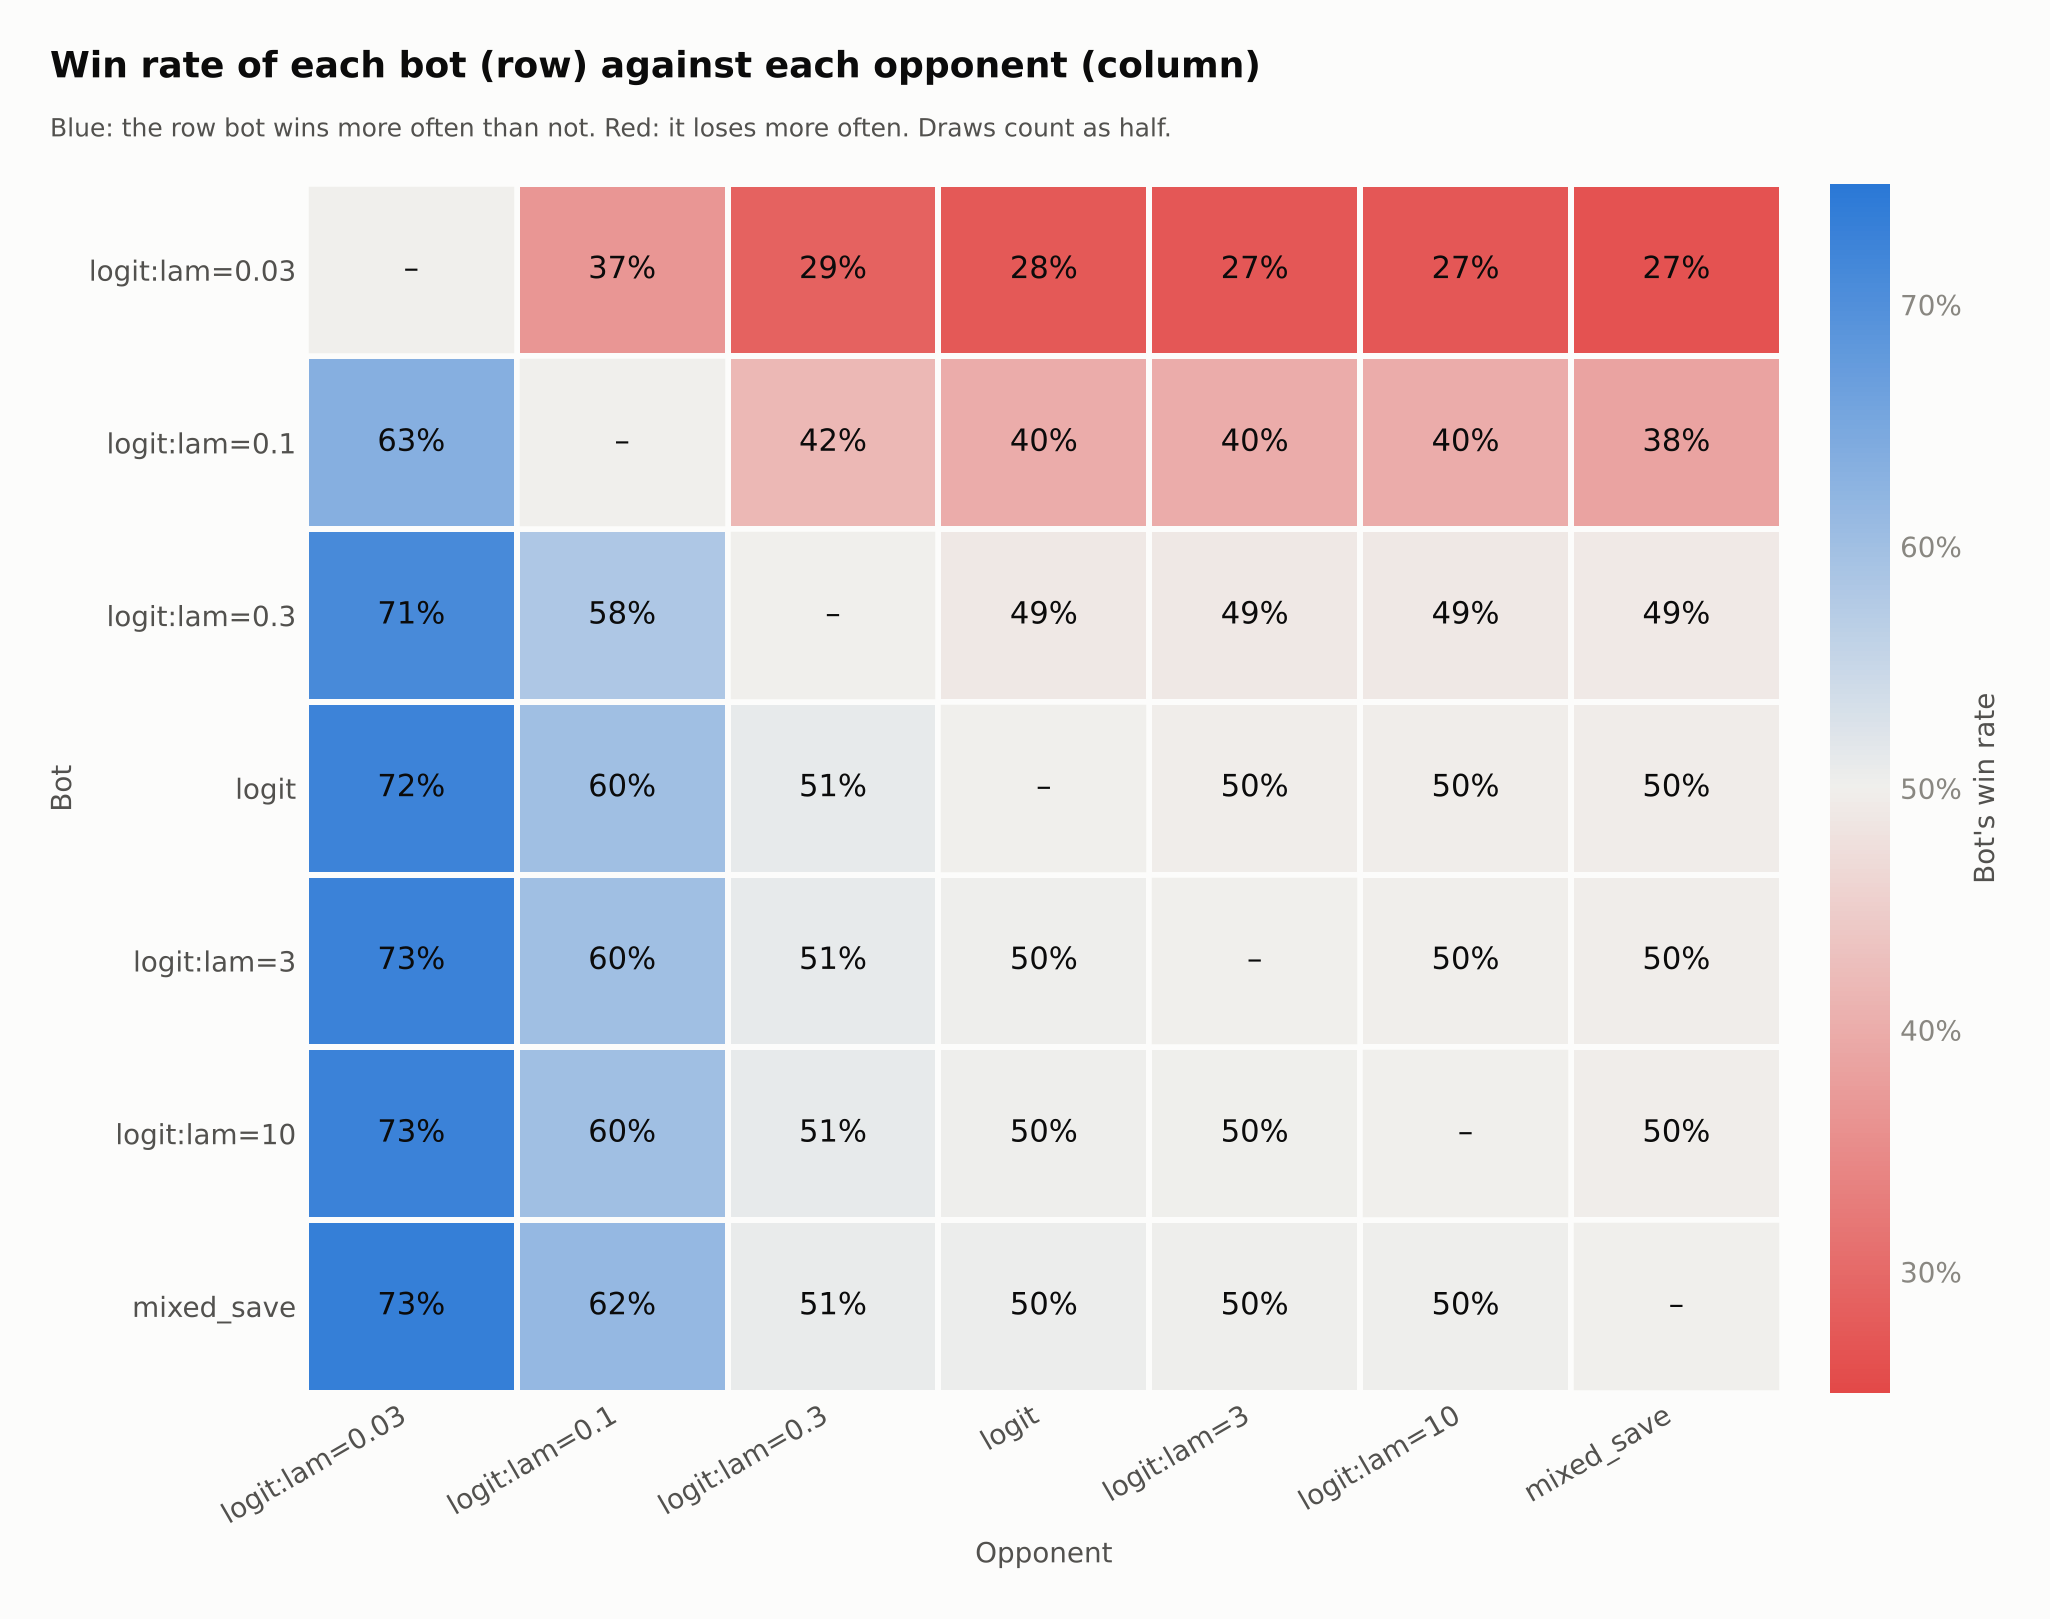 Win rate of each bot (row) against each opponent (column)
Blue: the row bot wins more often than not. Red: it loses more often. Draws count as half.
logit:lam=0.03 – 37% 29% 28% 27% 27% 27%
logit:lam=0.1 63% – 42% 40% 40% 40% 38%
logit:lam=0.3 71% 58% – 49% 49% 49% 49%
logit 72% 60% 51% – 50% 50% 50%
logit:lam=3 73% 60% 51% 50% – 50% 50%
logit:lam=10 73% 60% 51% 50% 50% – 50%
mixed_save 73% 62% 51% 50% 50% 50% –
logit:lam=0.03 logit:lam=0.1 logit:lam=0.3 logit logit:lam=3 logit:lam=10 mixed_save
Opponent
Bot
70%
60%
50%
40%
30%
Bot's win rate